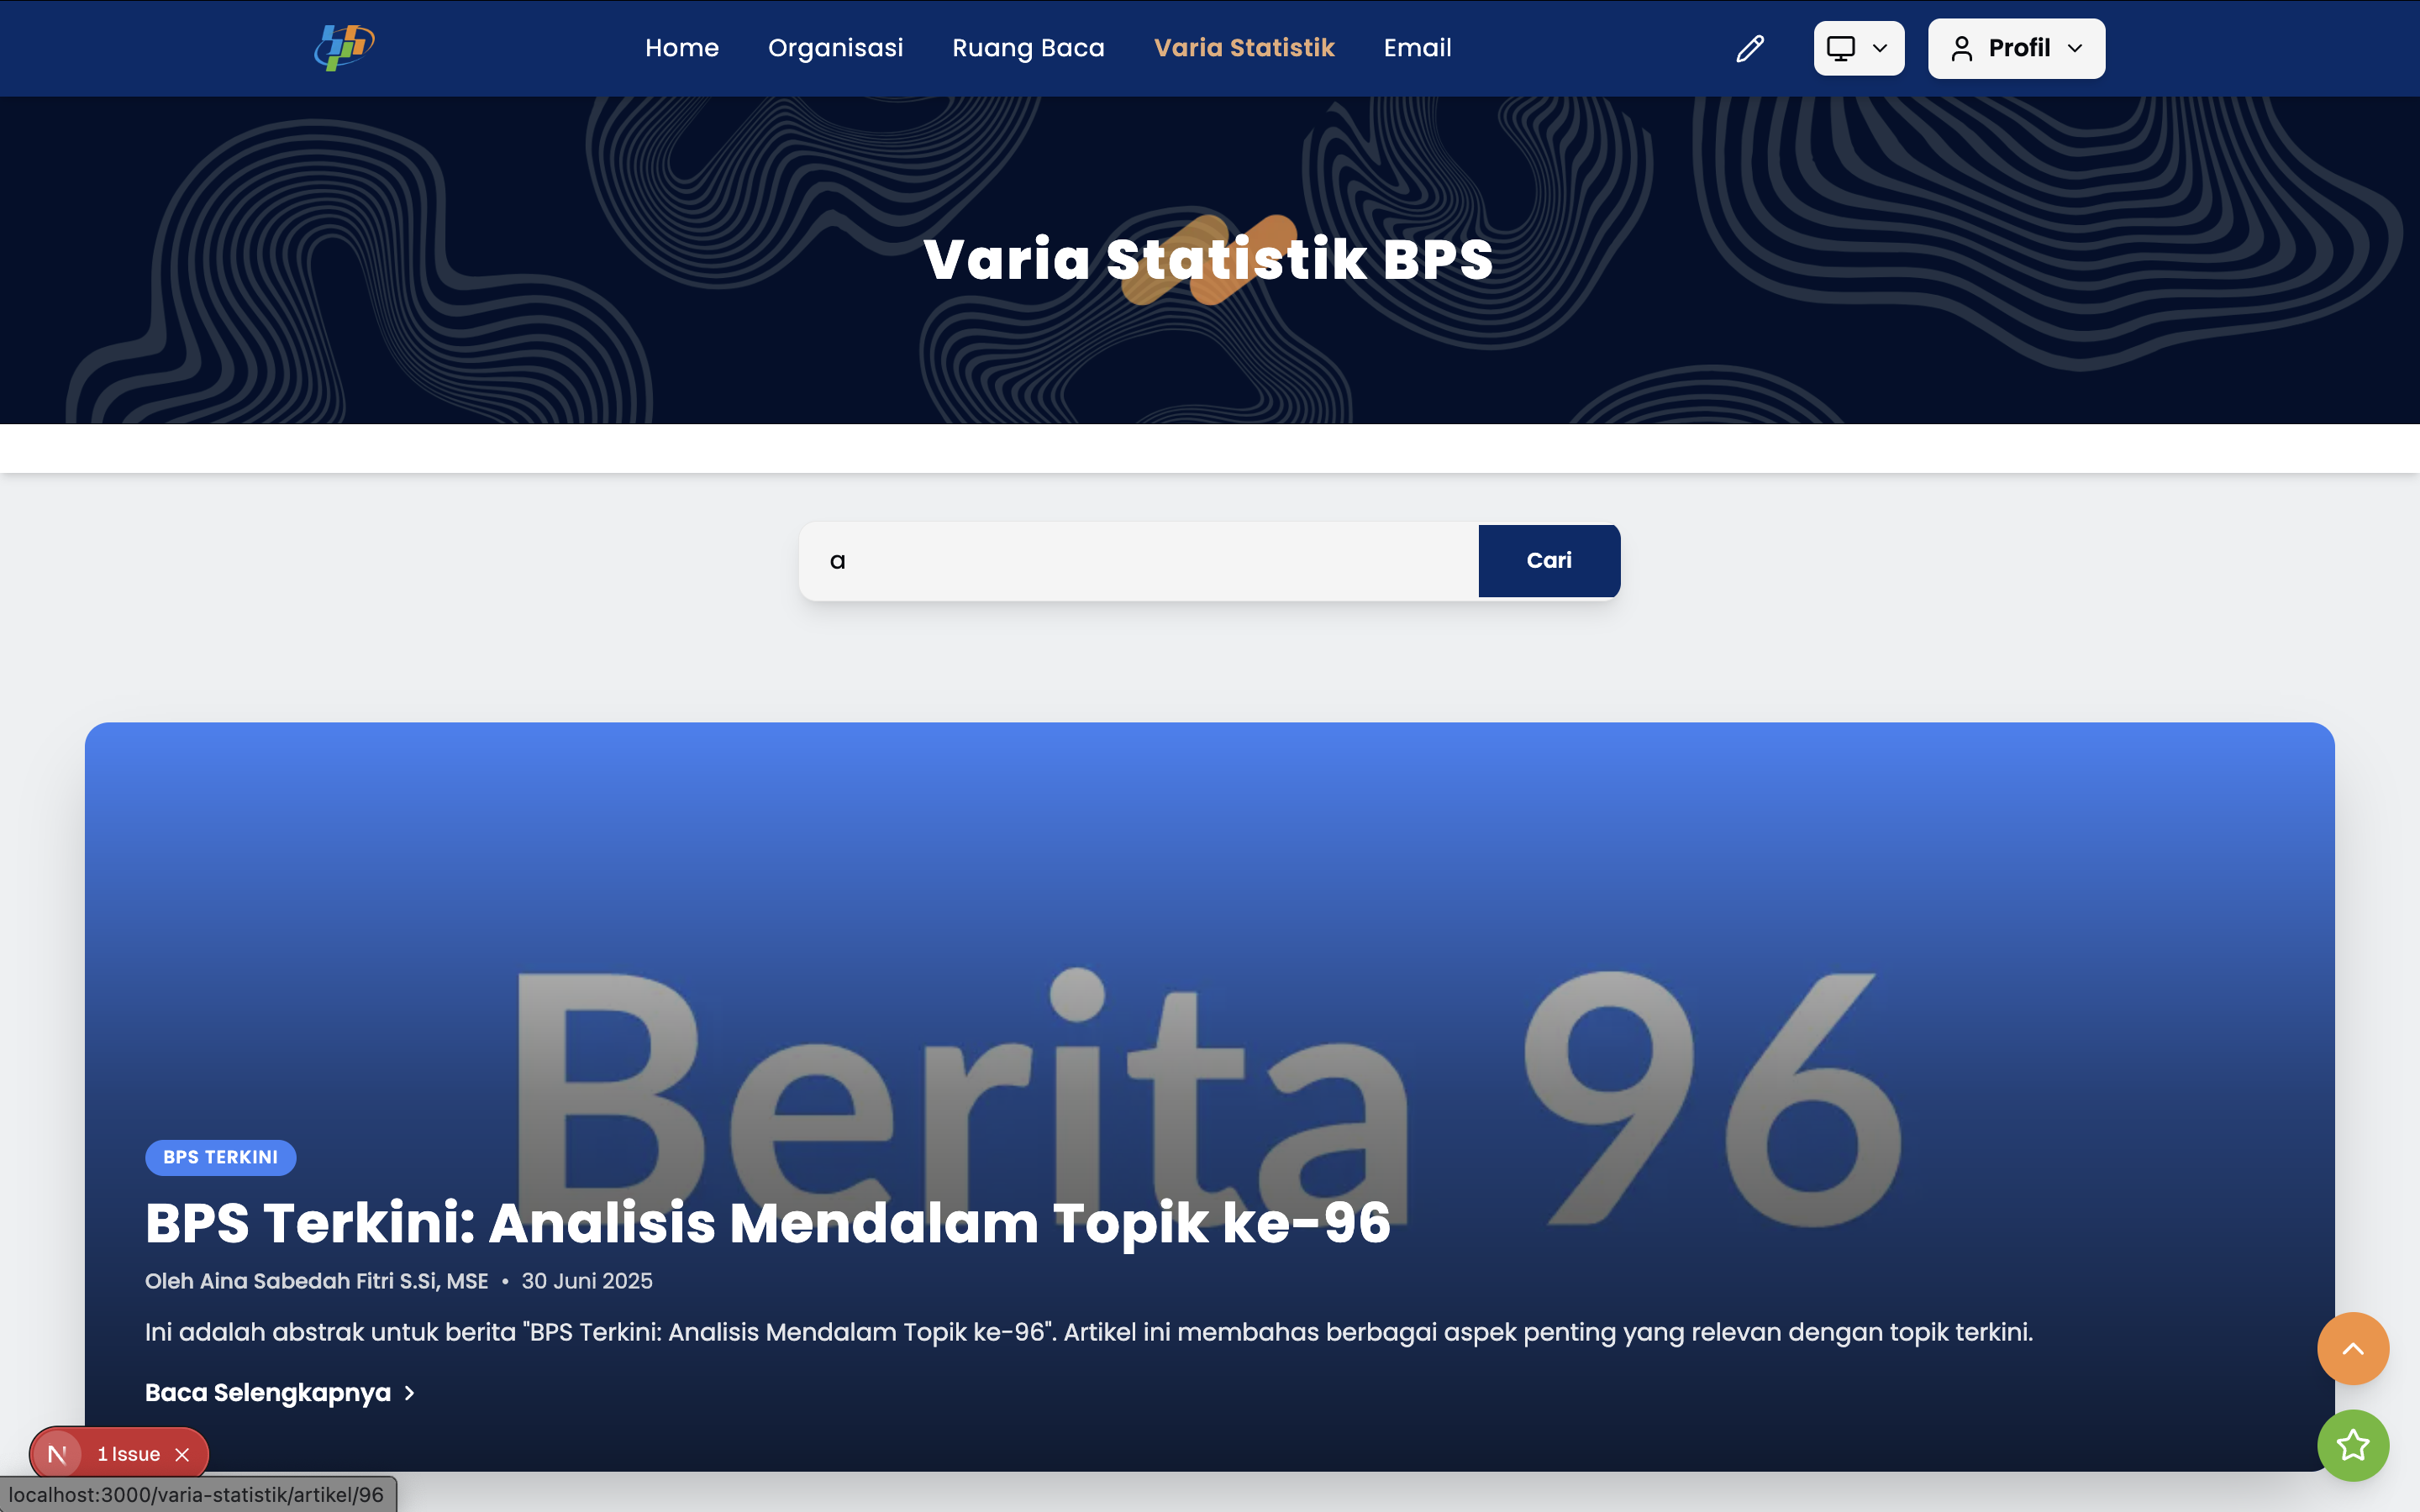 Home Organisasi Ruang Baca Varia Statistik Email Profil
Varia Statistik BPS
a Cari
Berita 96
BPS TERKINI
BPS Terkini: Analisis Mendalam Topik ke-96
Oleh Aina Sabedah Fitri S.Si, MSE • 30 Juni 2025
Ini adalah abstrak untuk berita "BPS Terkini: Analisis Mendalam Topik ke-96". Artikel ini membahas berbagai aspek penting yang relevan dengan topik terkini.
Baca Selengkapnya
N 1 Issue
localhost:3000/varia-statistik/artikel/96